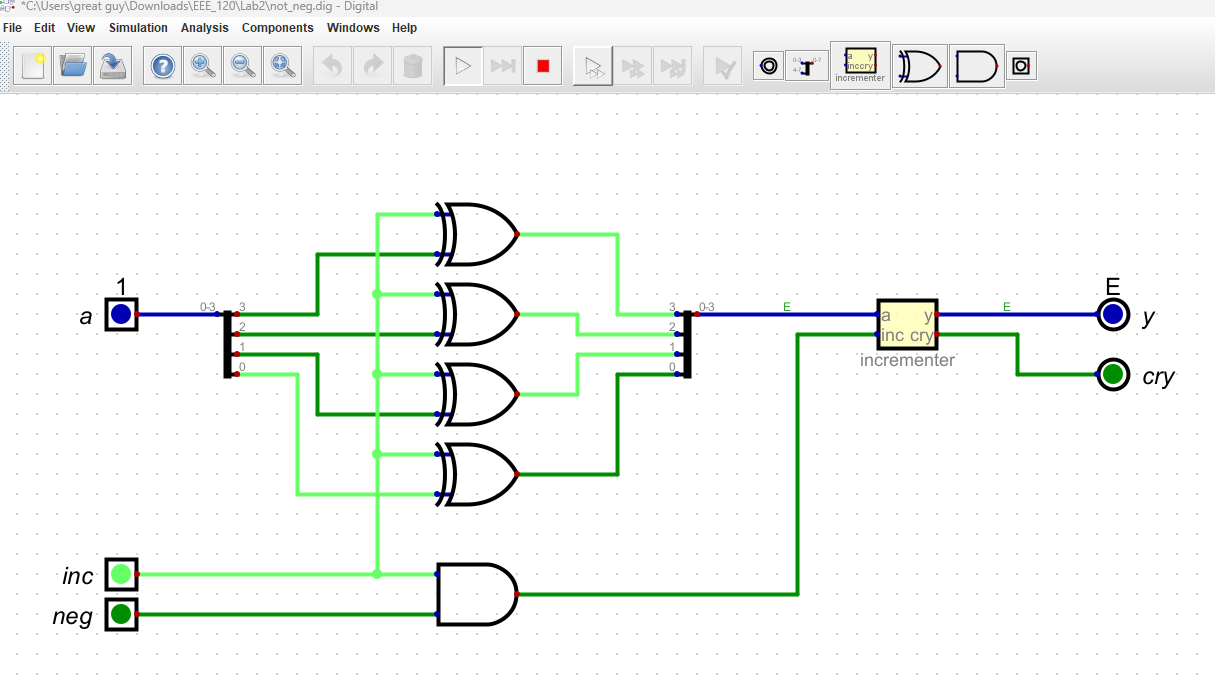 *C:\Users\great guy\Downloads\EEE_120\Lab2\not_neg.dig - Digital
File Edit View Simulation Analysis Components Windows Help
0-3 0-7
4-7
a y
inc cry
incrementer
1
a
0-3
3
2
1
0
3
2
1
0
0-3
E
a y
inc cry
incrementer
E
E
y
cry
inc
neg